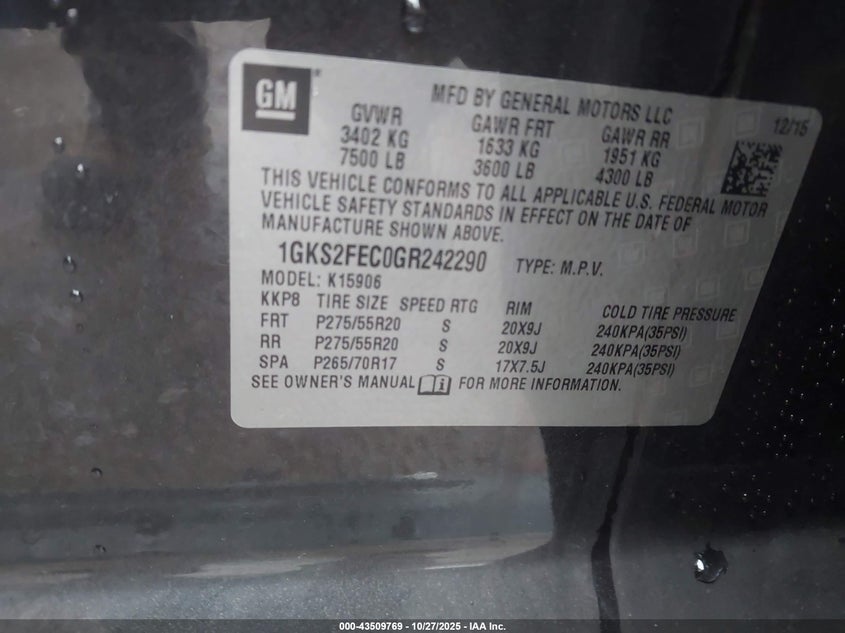 GM
MFD BY GENERAL MOTORS LLC
12/15
GVWR GAWR FRT GAWR RR
3402 KG 1633 KG 1951 KG
7500 LB 3600 LB 4300 LB
THIS VEHICLE CONFORMS TO ALL APPLICABLE U.S. FEDERAL MOTOR
VEHICLE SAFETY STANDARDS IN EFFECT ON THE DATE OF
MANUFACTURE SHOWN ABOVE.
1GKS2FEC0GR242290 TYPE: M.P.V.
MODEL: K15906
KKP8 TIRE SIZE SPEED RTG RIM COLD TIRE PRESSURE
FRT P275/55R20 S 20X9J 240KPA(35PSI)
RR P275/55R20 S 20X9J 240KPA(35PSI)
SPA P265/70R17 S 17X7.5J 240KPA(35PSI)
SEE OWNER'S MANUAL FOR MORE INFORMATION.
000-43509769 - 10/27/2025 - IAA Inc.